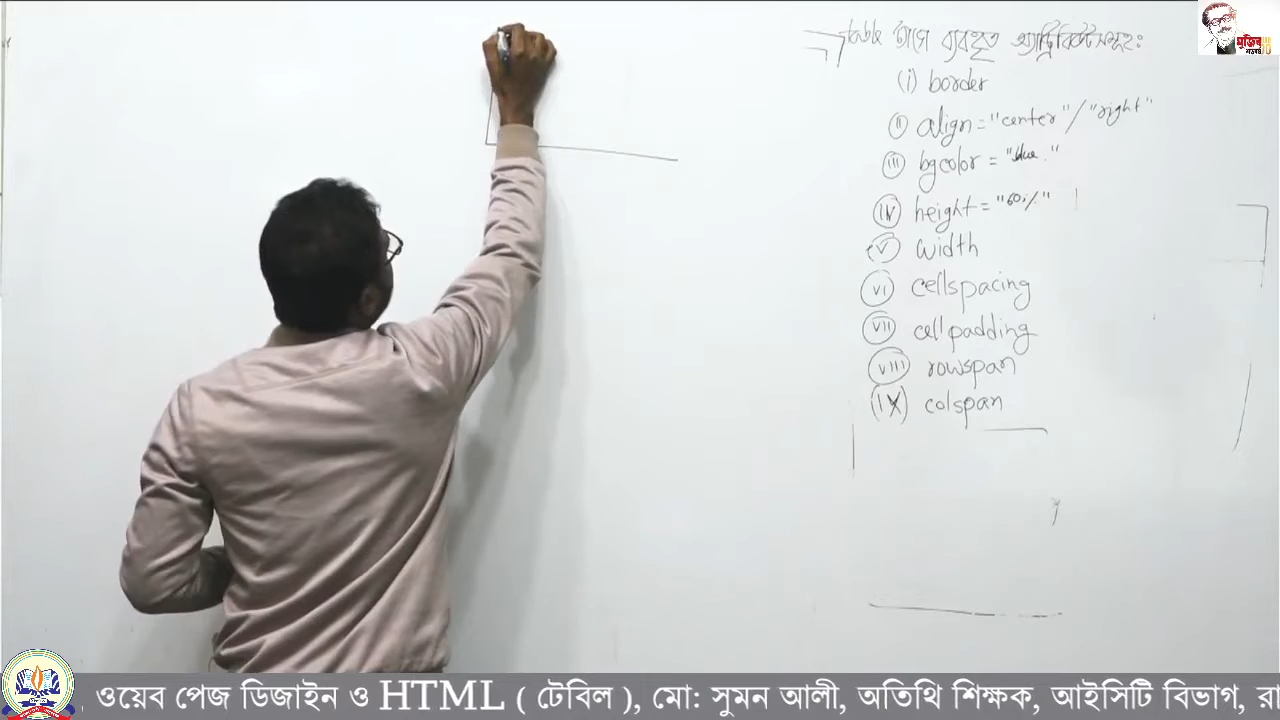 table ট্যাগে ব্যবহৃত অ্যাট্রিবিউটসমূহঃ
(i) border
(ii) align = "center" / "right"
(iii) bgcolor = "blue"
(iv) height = "60%"
(v) width
(vi) cellspacing
(vii) cellpadding
(viii) rowspan
(ix) colspan
ওয়েব পেজ ডিজাইন ও HTML ( টেবিল ), মো: সুমন আলী, অতিথি শিক্ষক, আইসিটি বিভাগ, রা